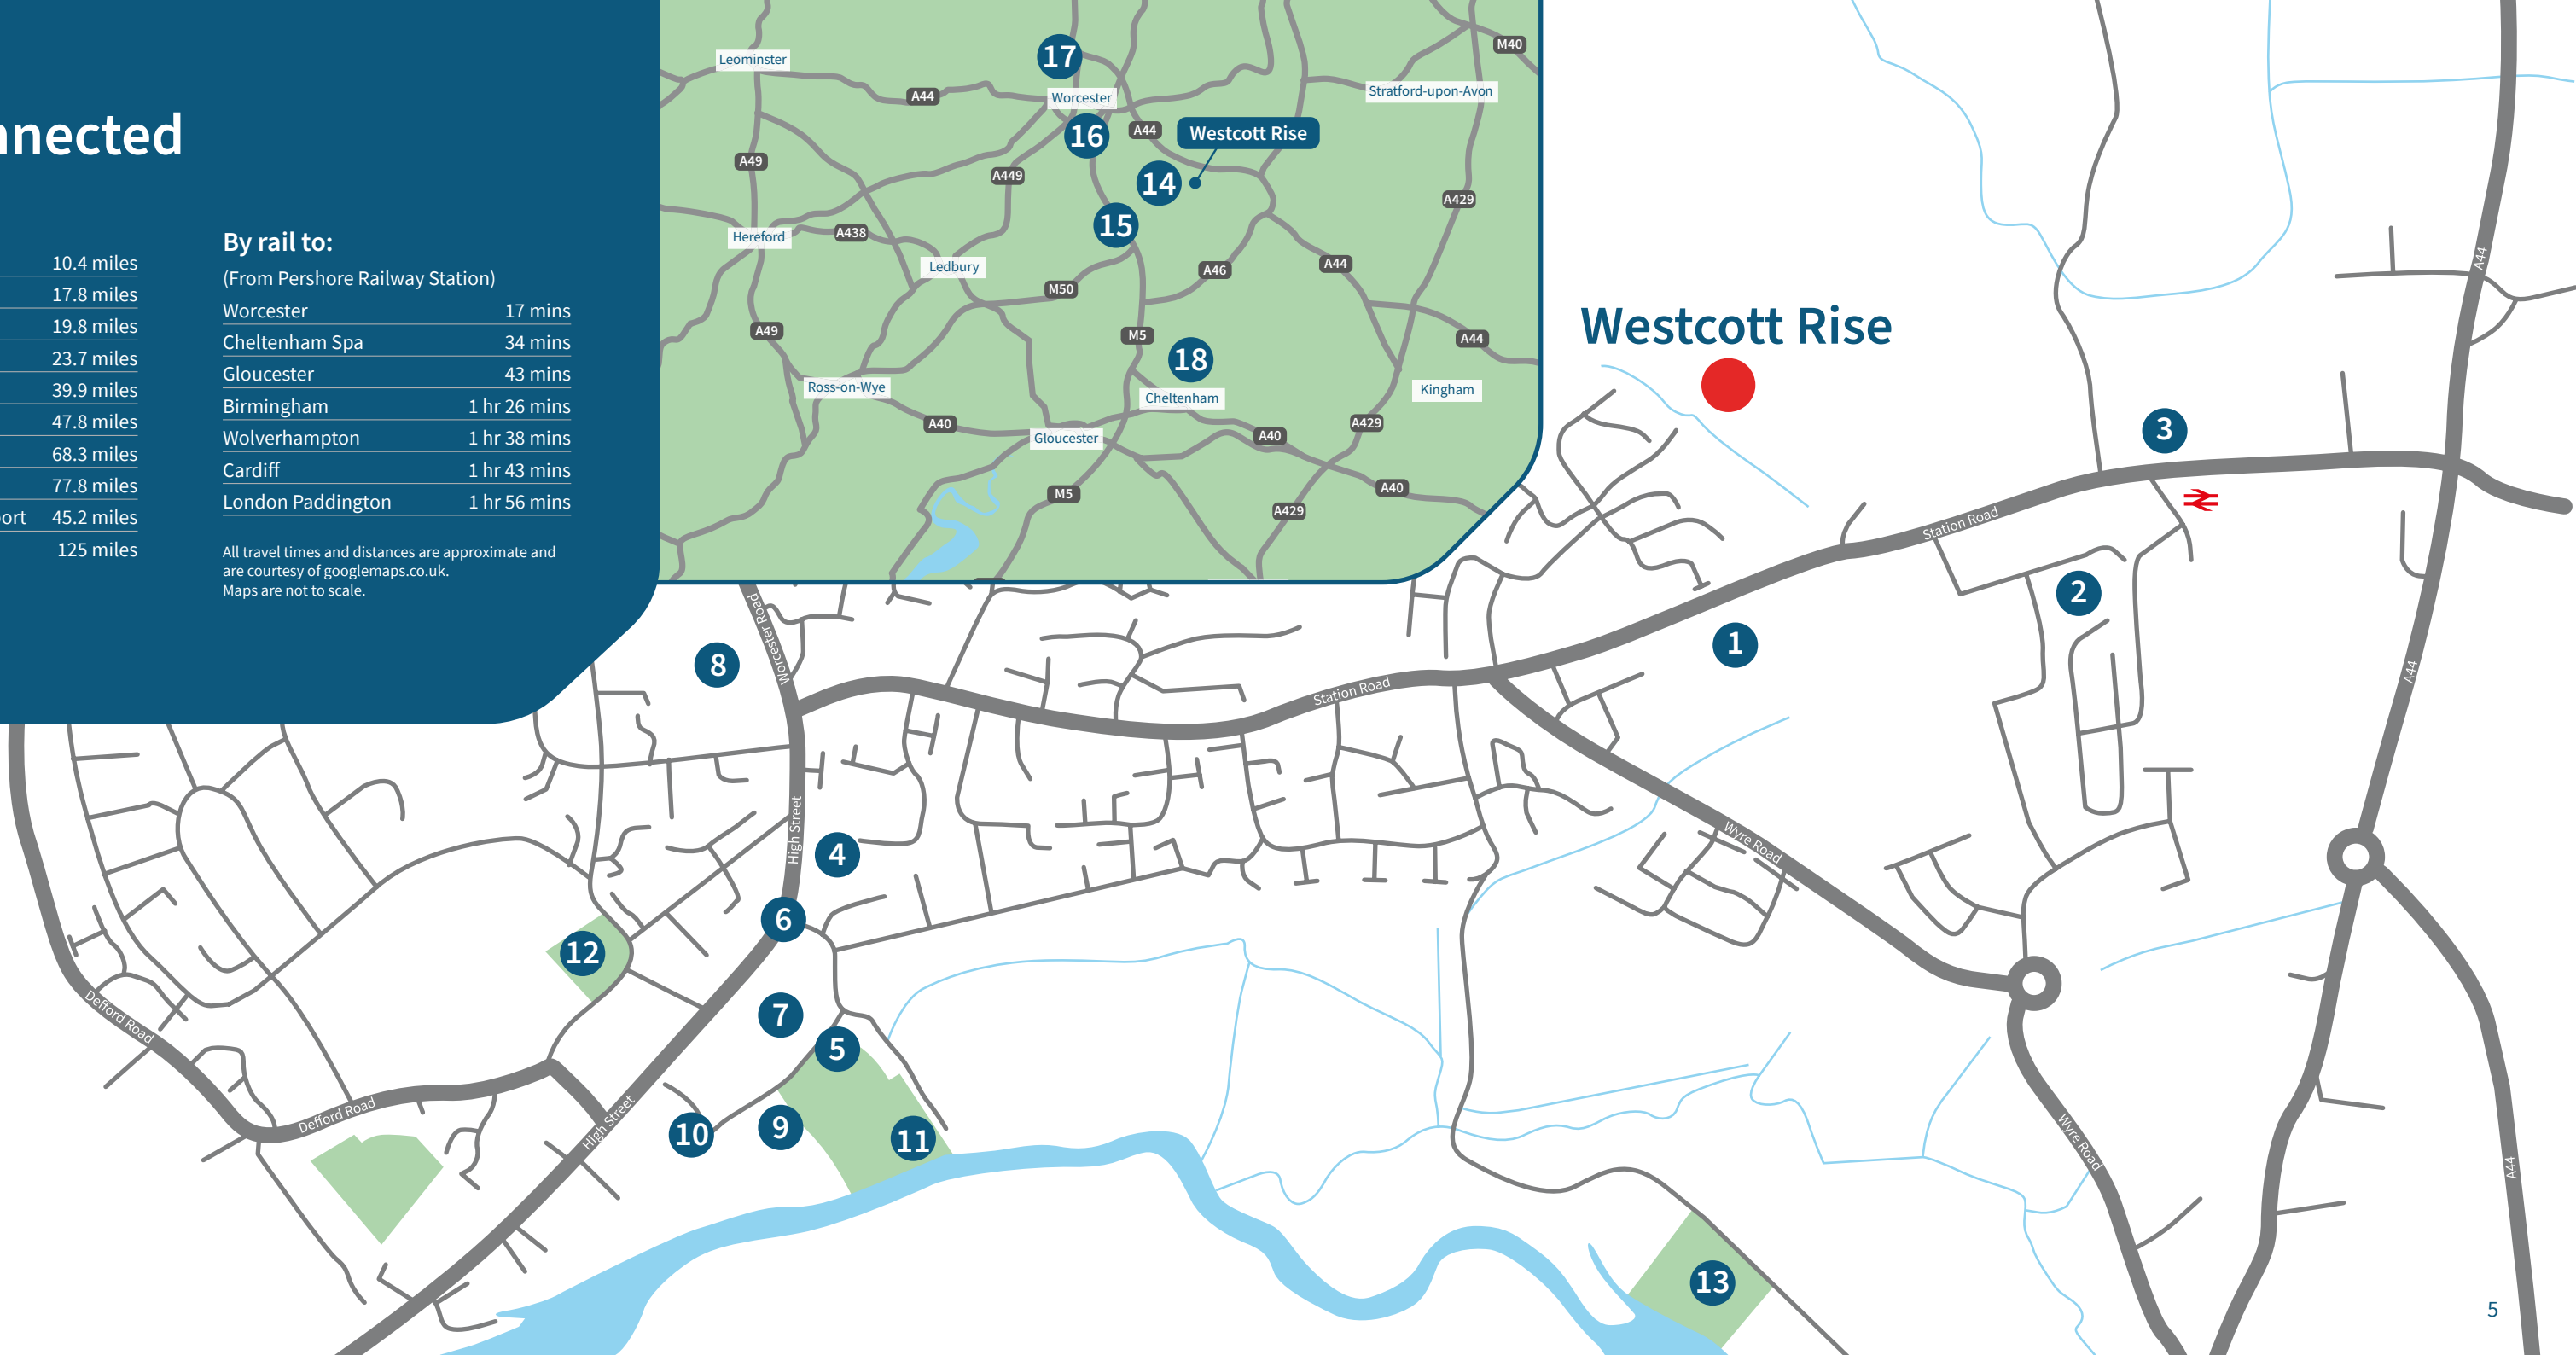 nnected
10.4 miles
17.8 miles
19.8 miles
23.7 miles
39.9 miles
47.8 miles
68.3 miles
77.8 miles
ort 45.2 miles
125 miles
By rail to:
(From Pershore Railway Station)
Worcester 17 mins
Cheltenham Spa 34 mins
Gloucester 43 mins
Birmingham 1 hr 26 mins
Wolverhampton 1 hr 38 mins
Cardiff 1 hr 43 mins
London Paddington 1 hr 56 mins
All travel times and distances are approximate and
are courtesy of googlemaps.co.uk.
Maps are not to scale.
17
M40
Leominster
Stratford-upon-Avon
A44
Worcester
16
A44
Westcott Rise
A49
A449
14
A429
15
Hereford
A438
Ledbury
A46
A44
M50
A49
M5
A44
18
Ross-on-Wye
Cheltenham
Kingham
A40
A429
Gloucester
A40
M5
A40
A429
Westcott Rise
A44
3
Station Road
2
1
A44
Worcester Road
8
Station Road
High Street
4
Wyre Road
6
12
7
5
Defford Road
Defford Road
High Street
10
9
11
Wyre Road
A44
13
5